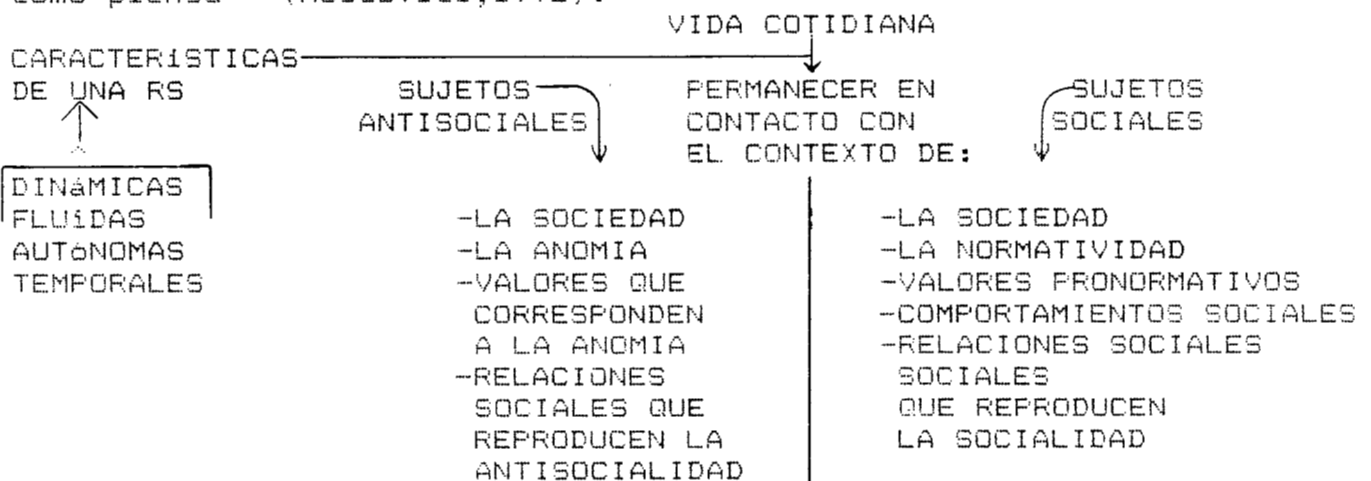 VIDA COTIDIANA
CARACTERíSTICAS
DE UNA RS
SUJETOS
ANTISOCIALES
PERMANECER EN
CONTACTO CON
EL CONTEXTO DE:
SUJETOS
SOCIALES
DINáMICAS
FLUíDAS
AUTóNOMAS
TEMPORALES
-LA SOCIEDAD
-LA ANOMIA
-VALORES QUE
CORRESPONDEN
A LA ANOMIA
-RELACIONES
SOCIALES QUE
REPRODUCEN LA
ANTISOCIALIDAD
-LA SOCIEDAD
-LA NORMATIVIDAD
-VALORES PRONORMATIVOS
-COMPORTAMIENTOS SOCIALES
-RELACIONES SOCIALES
SOCIALES
QUE REPRODUCEN
LA SOCIALIDAD